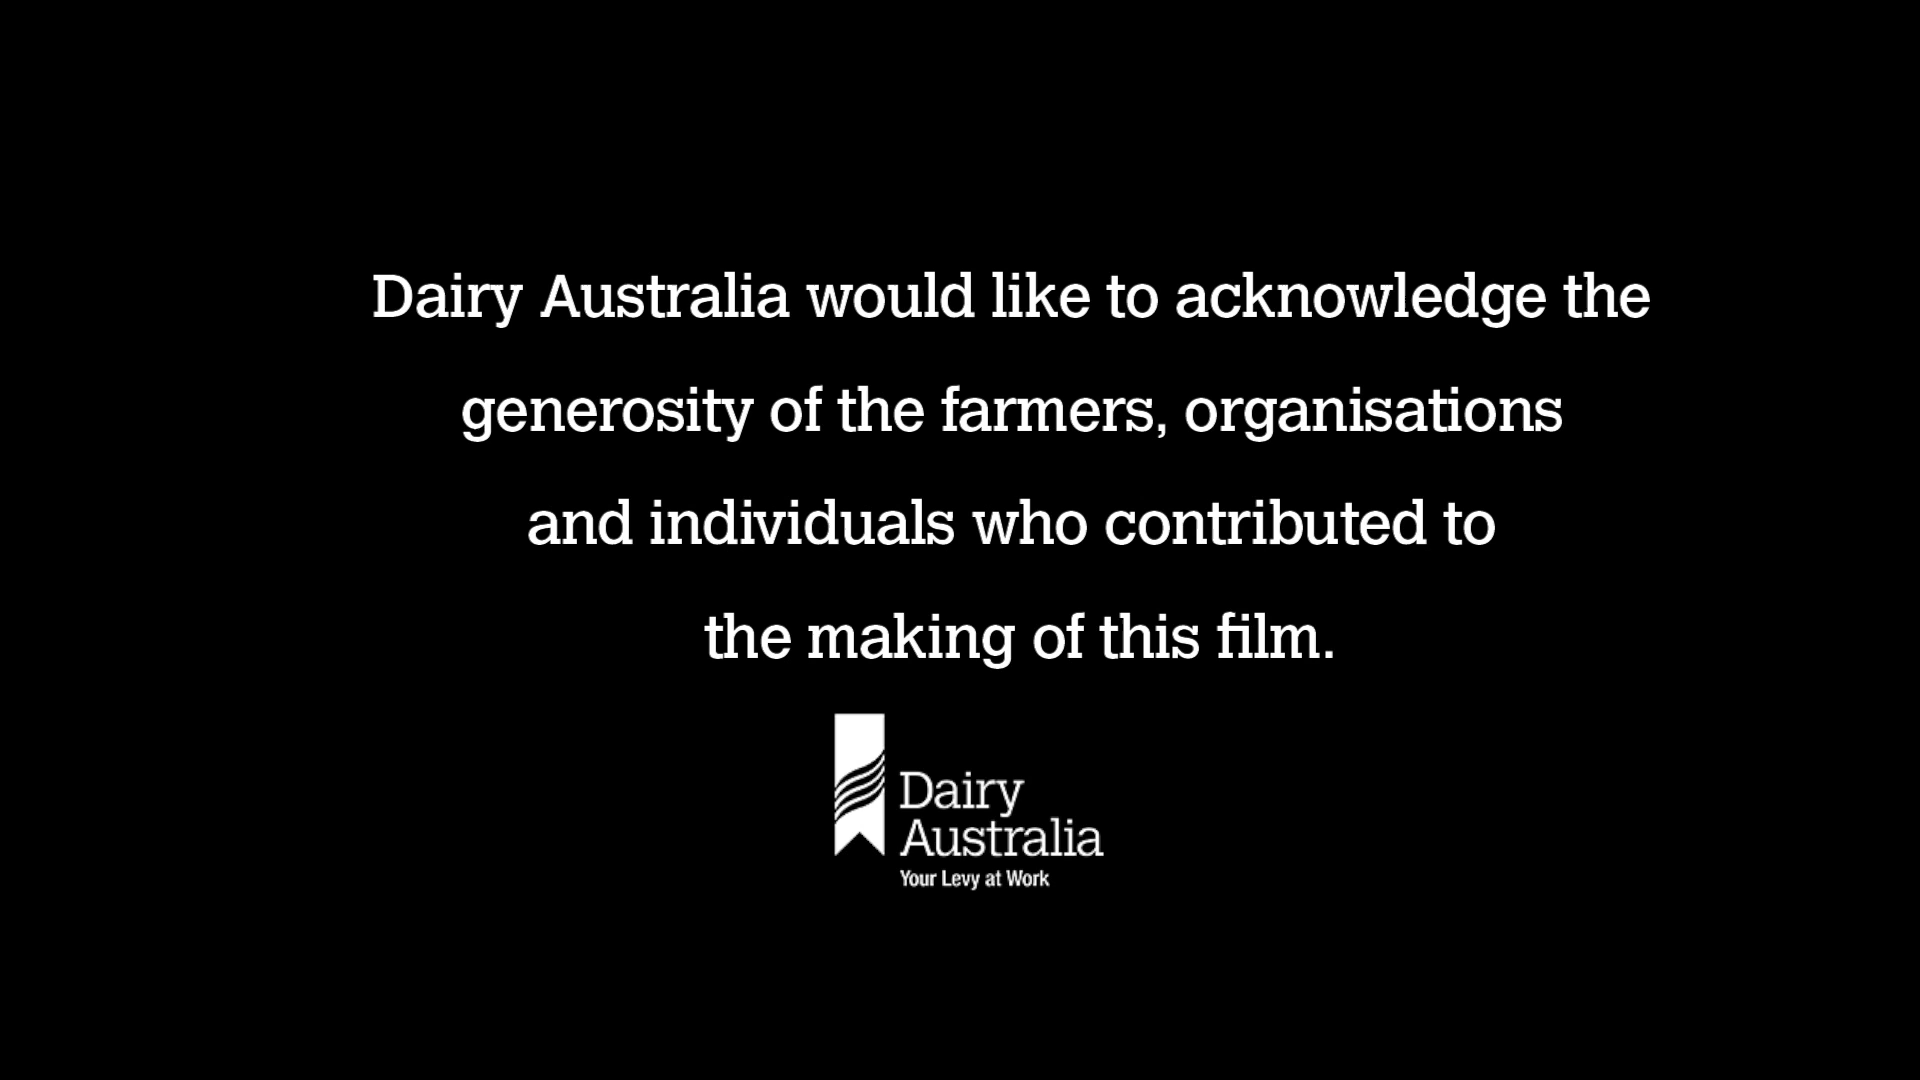 Dairy Australia would like to acknowledge the
generosity of the farmers, organisations
and individuals who contributed to
the making of this film.
Dairy
Australia
Your Levy at Work